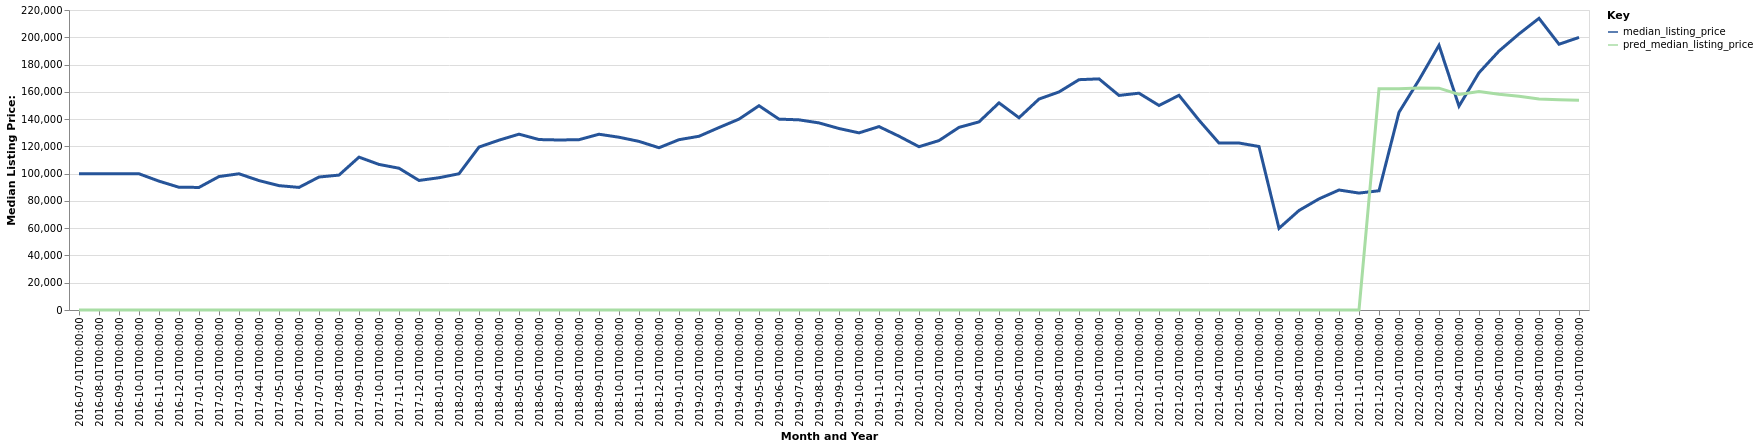 220,000
200,000
180,000
160,000
140,000
120,000
100,000
80,000
60,000
40,000
20,000
0
Median Listing Price:
2016-07-01T00:00:00
2016-08-01T00:00:00
2016-09-01T00:00:00
2016-10-01T00:00:00
2016-11-01T00:00:00
2016-12-01T00:00:00
2017-01-01T00:00:00
2017-02-01T00:00:00
2017-03-01T00:00:00
2017-04-01T00:00:00
2017-05-01T00:00:00
2017-06-01T00:00:00
2017-07-01T00:00:00
2017-08-01T00:00:00
2017-09-01T00:00:00
2017-10-01T00:00:00
2017-11-01T00:00:00
2017-12-01T00:00:00
2018-01-01T00:00:00
2018-02-01T00:00:00
2018-03-01T00:00:00
2018-04-01T00:00:00
2018-05-01T00:00:00
2018-06-01T00:00:00
2018-07-01T00:00:00
2018-08-01T00:00:00
2018-09-01T00:00:00
2018-10-01T00:00:00
2018-11-01T00:00:00
2018-12-01T00:00:00
2019-01-01T00:00:00
2019-02-01T00:00:00
2019-03-01T00:00:00
2019-04-01T00:00:00
2019-05-01T00:00:00
2019-06-01T00:00:00
2019-07-01T00:00:00
2019-08-01T00:00:00
2019-09-01T00:00:00
2019-10-01T00:00:00
2019-11-01T00:00:00
2019-12-01T00:00:00
2020-01-01T00:00:00
2020-02-01T00:00:00
2020-03-01T00:00:00
2020-04-01T00:00:00
2020-05-01T00:00:00
2020-06-01T00:00:00
2020-07-01T00:00:00
2020-08-01T00:00:00
2020-09-01T00:00:00
2020-10-01T00:00:00
2020-11-01T00:00:00
2020-12-01T00:00:00
2021-01-01T00:00:00
2021-02-01T00:00:00
2021-03-01T00:00:00
2021-04-01T00:00:00
2021-05-01T00:00:00
2021-06-01T00:00:00
2021-07-01T00:00:00
2021-08-01T00:00:00
2021-09-01T00:00:00
2021-10-01T00:00:00
2021-11-01T00:00:00
2021-12-01T00:00:00
2022-01-01T00:00:00
2022-02-01T00:00:00
2022-03-01T00:00:00
2022-04-01T00:00:00
2022-05-01T00:00:00
2022-06-01T00:00:00
2022-07-01T00:00:00
2022-08-01T00:00:00
2022-09-01T00:00:00
2022-10-01T00:00:00
Month and Year
Key
median_listing_price
pred_median_listing_price